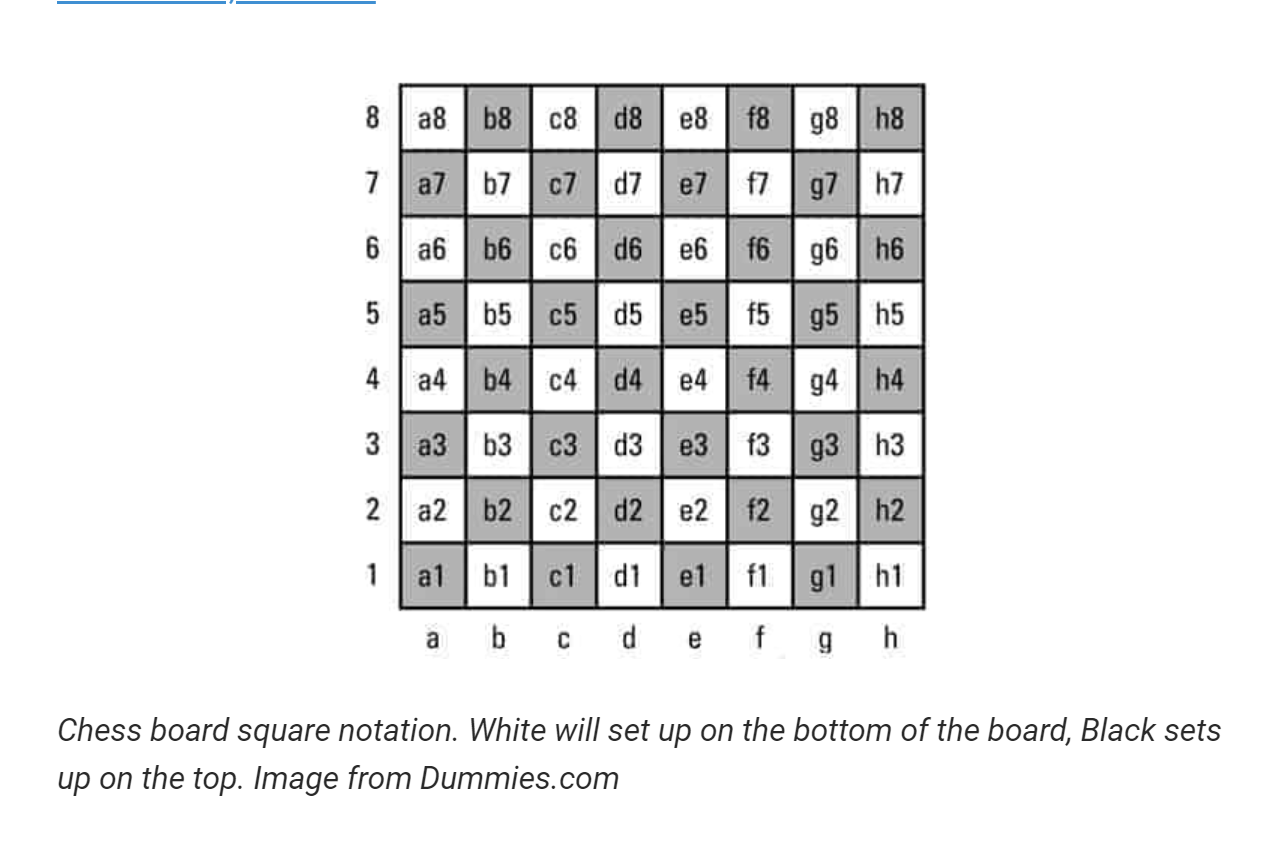 8 a8 b8 c8 d8 e8 f8 g8 h8
7 a7 b7 c7 d7 e7 f7 g7 h7
6 a6 b6 c6 d6 e6 f6 g6 h6
5 a5 b5 c5 d5 e5 f5 g5 h5
4 a4 b4 c4 d4 e4 f4 g4 h4
3 a3 b3 c3 d3 e3 f3 g3 h3
2 a2 b2 c2 d2 e2 f2 g2 h2
1 a1 b1 c1 d1 e1 f1 g1 h1
a b c d e f g h
Chess board square notation. White will set up on the bottom of the board, Black sets
up on the top. Image from Dummies.com